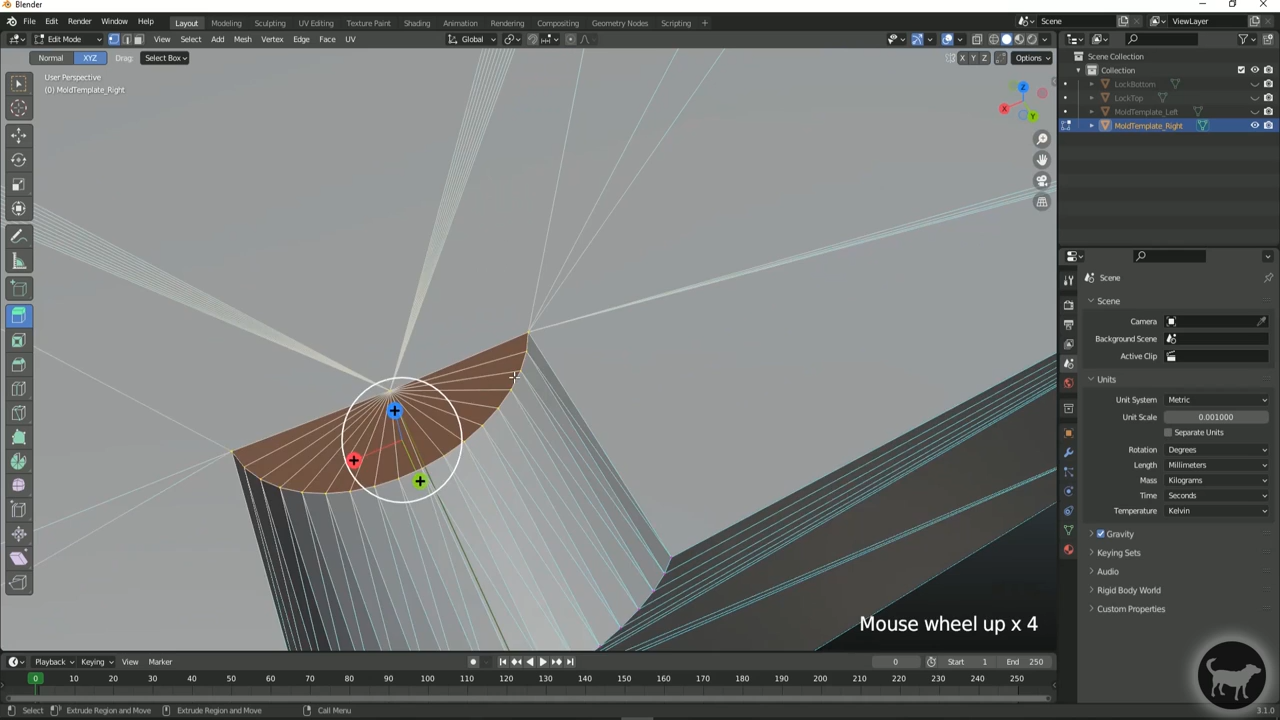 Blender
File Edit Render Window Help Layout Modeling Sculpting UV Editing Texture Paint Shading Animation Rendering Compositing Geometry Nodes Scripting + Scene ViewLayer
Edit Mode View Select Add Mesh Vertex Edge Face UV Global
Normal XYZ Drag: Select Box X Y Z Options
User Perspective
(0) MoldTemplate_Right
Z
X
Y
Scene Collection
Collection
LockBottom
LockTop
MoldTemplate_Left
MoldTemplate_Right
Scene
Scene
Camera
Background Scene
Active Clip
Units
Unit System Metric
Unit Scale 0.001000
Separate Units
Rotation Degrees
Length Millimeters
Mass Kilograms
Time Seconds
Temperature Kelvin
Gravity
Keying Sets
Audio
Rigid Body World
Custom Properties
Mouse wheel up x 4
Playback Keying View Marker 0 Start 1 End 250
0 10 20 30 40 50 60 70 80 90 100 110 120 130 140 150 160 170 180 190 200 210 220 230 240 250
Select Extrude Region and Move Extrude Region and Move Call Menu 3.1.0